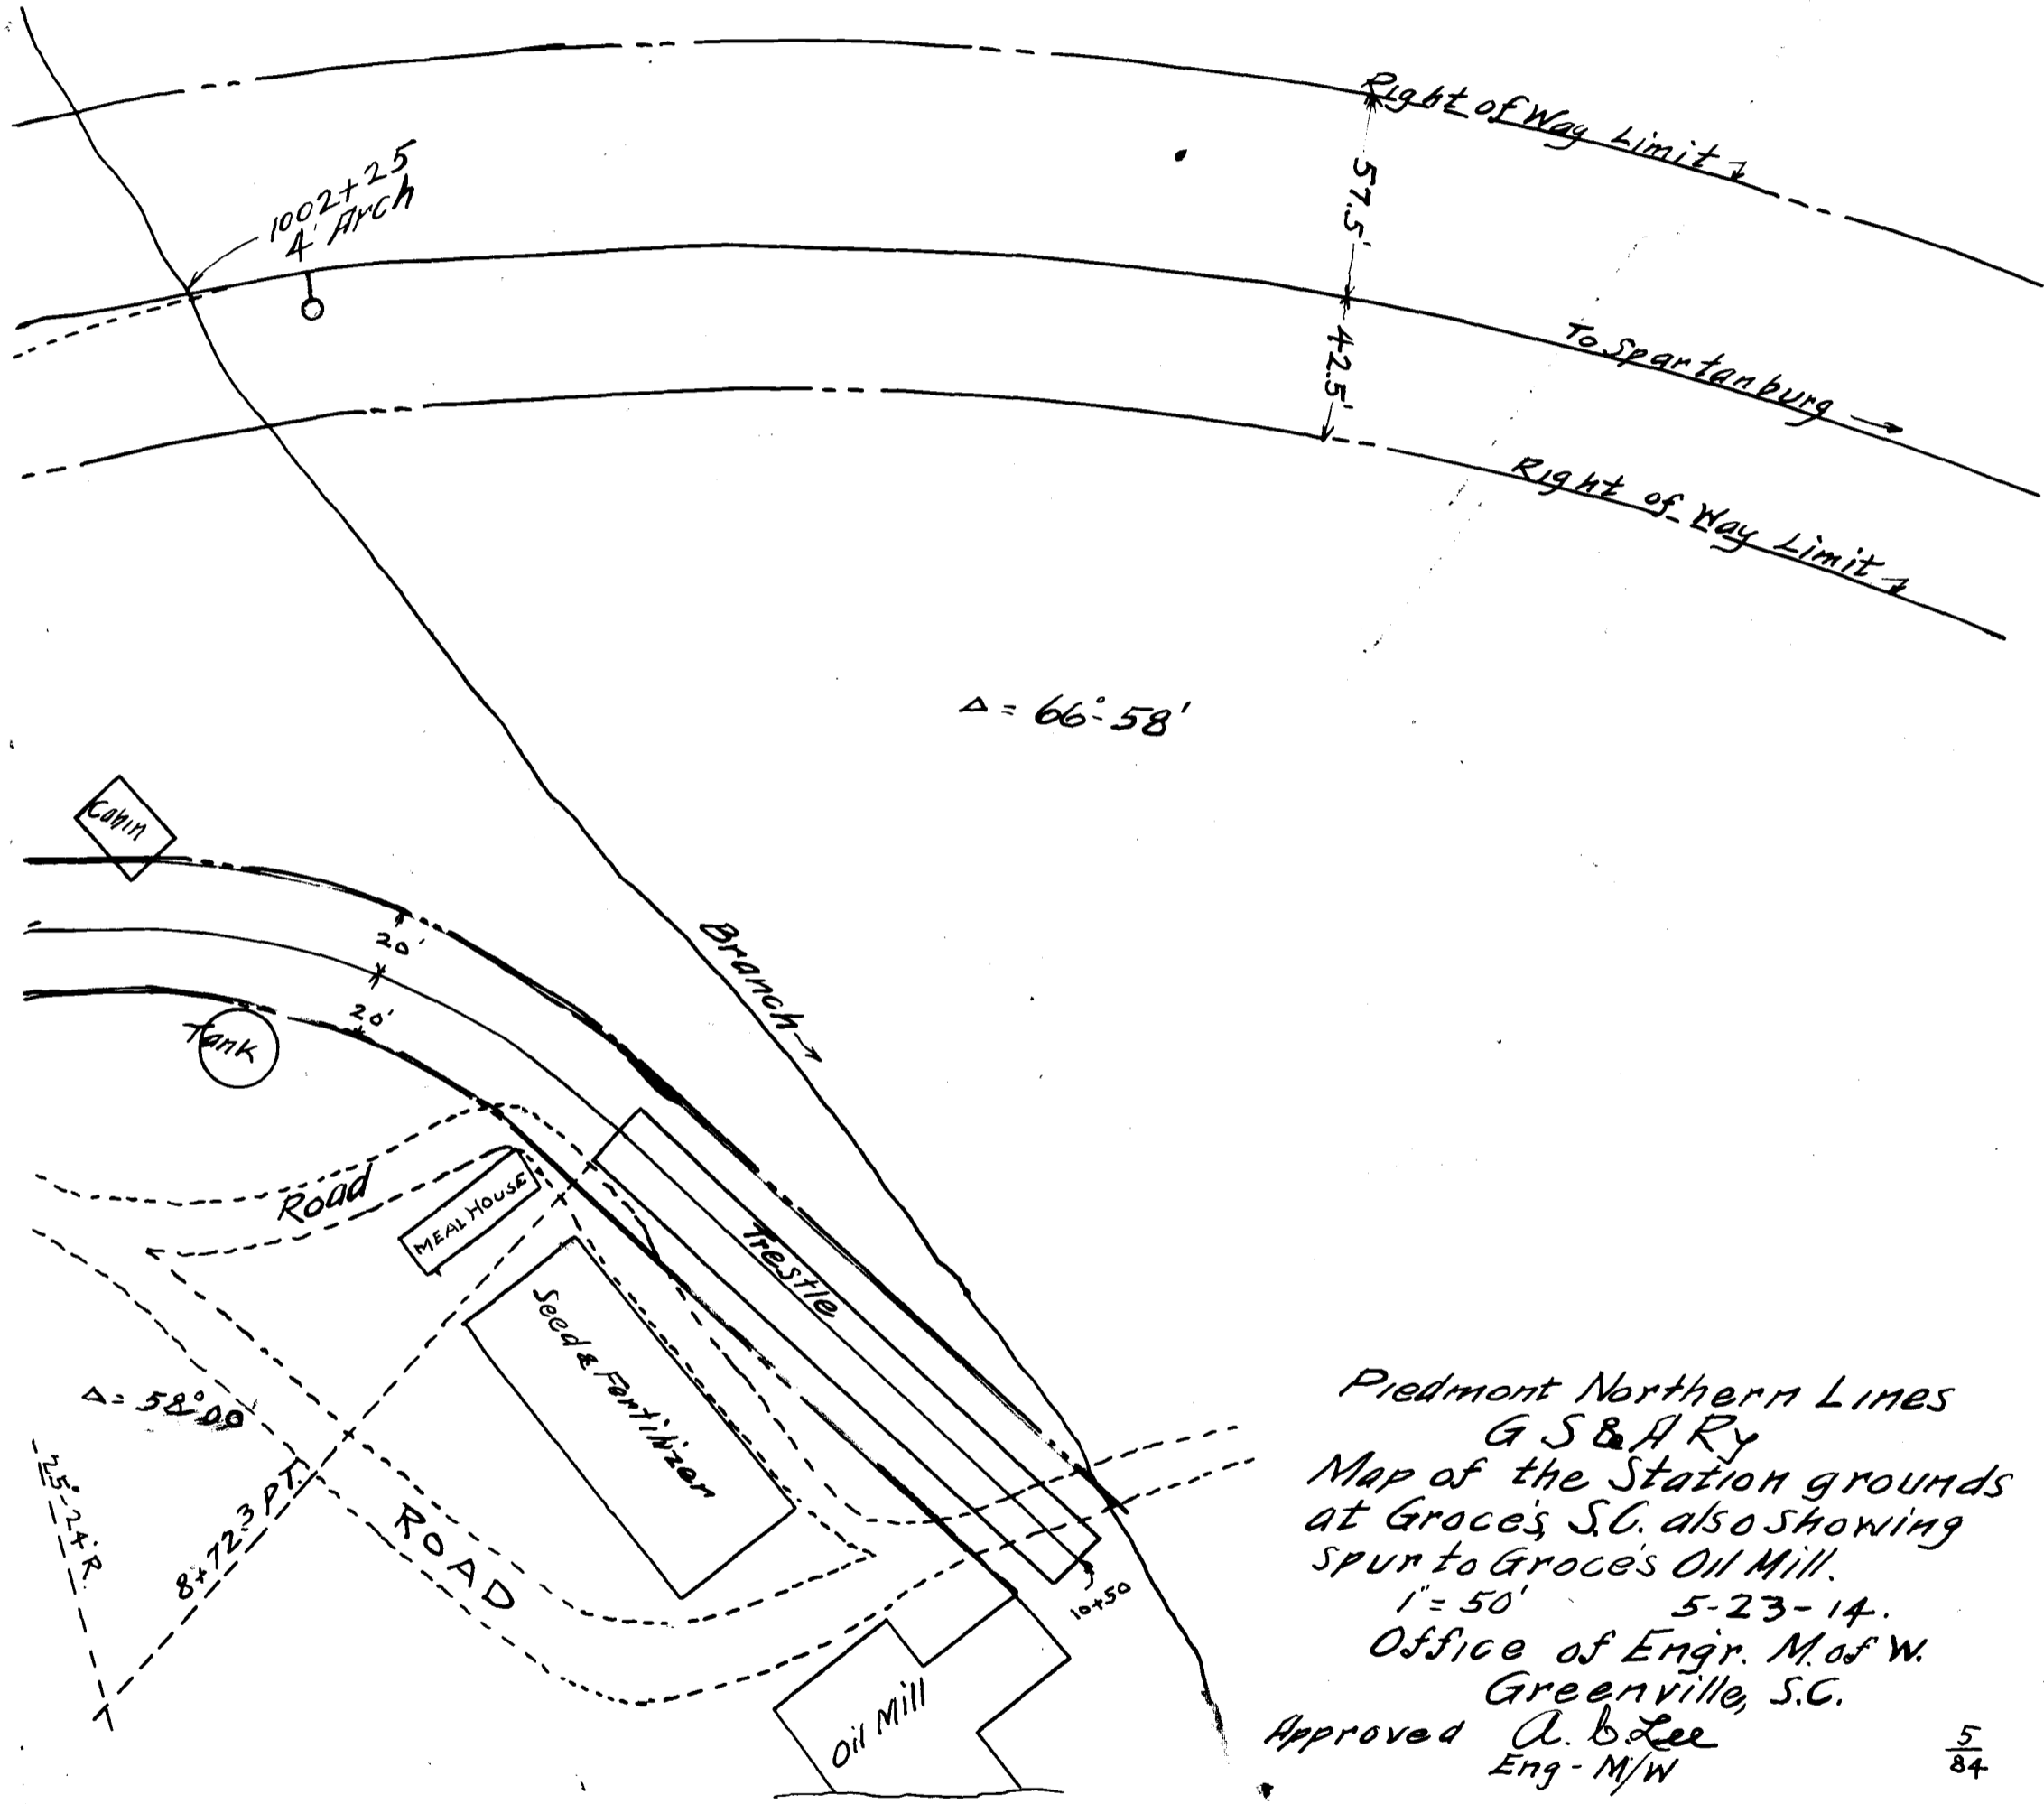 Right of Way Limit
1002+25
4' Arch
57.5'
42.5'
To Spartanburg
Right of Way Limit
Δ = 66°-58'
Cabin
20'
20'
Tank
Branch
Road
MEAL HOUSE
Trestle
Seed & Fertilizer
Δ = 58°00
25°-24' R.
8+72.3 P.T.
ROAD
10+50
Oil Mill
Piedmont Northern Lines
G S & A Ry
Map of the Station grounds
at Groce's, S.C. also showing
spur to Groce's Oil Mill.
1" = 50' 5-23-14.
Office of Engr. M. of W.
Greenville, S.C.
Approved A. B. Lee
Eng - M/W
5
84